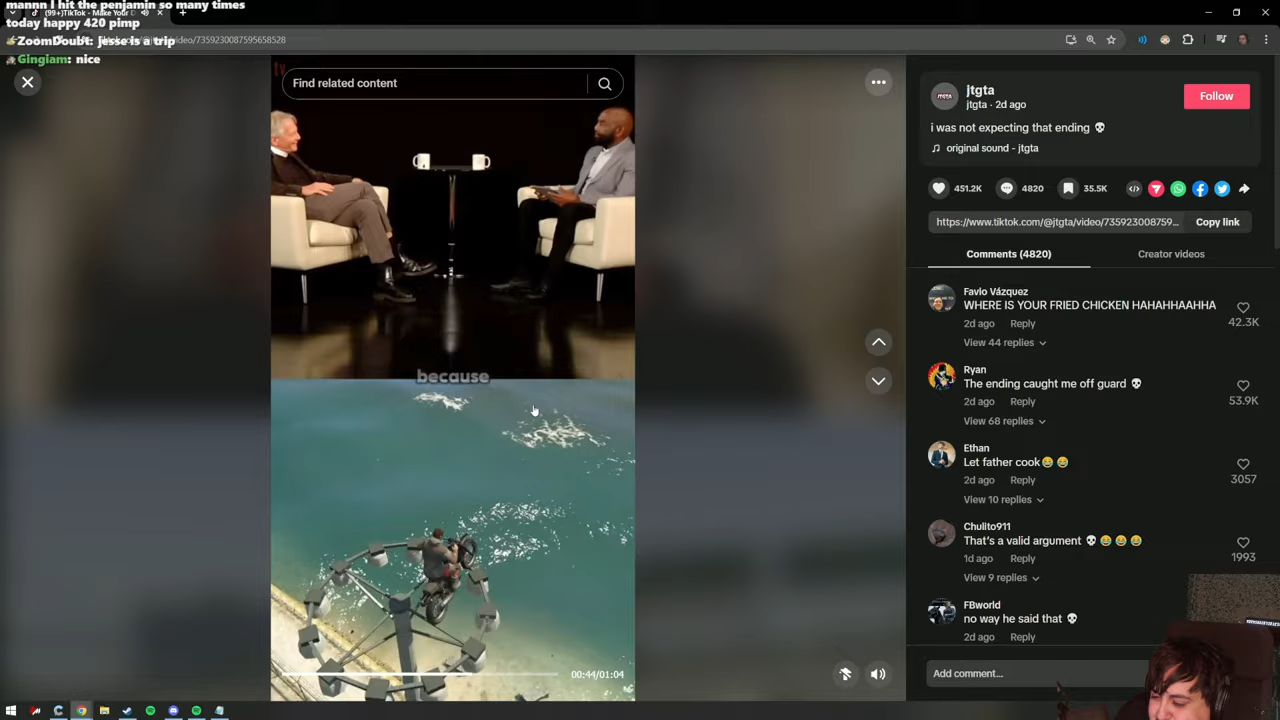 mannn I hit the penjamin so many times
today happy 420 pimp
ZoomDoubt: jesse is a trip
Gingiam: nice
(99+)TikTok - Make Your D
video/7359230087595658528
Find related content
because
00:44/01:04
jtgta
jtgta · 2d ago
Follow
i was not expecting that ending 💀
♫ original sound - jtgta
451.2K
4820
35.5K
https://www.tiktok.com/@jtgta/video/735923008759...
Copy link
Comments (4820)
Creator videos
Favio Vázquez
WHERE IS YOUR FRIED CHICKEN HAHAHHAAHHA
2d ago Reply
42.3K
View 44 replies
Ryan
The ending caught me off guard 💀
2d ago Reply
53.9K
View 68 replies
Ethan
Let father cook😂 😂
2d ago Reply
3057
View 10 replies
Chulito911
That's a valid argument 💀 😂 😂 😂
1d ago Reply
1993
View 9 replies
FBworld
no way he said that 💀
2d ago Reply
Add comment...